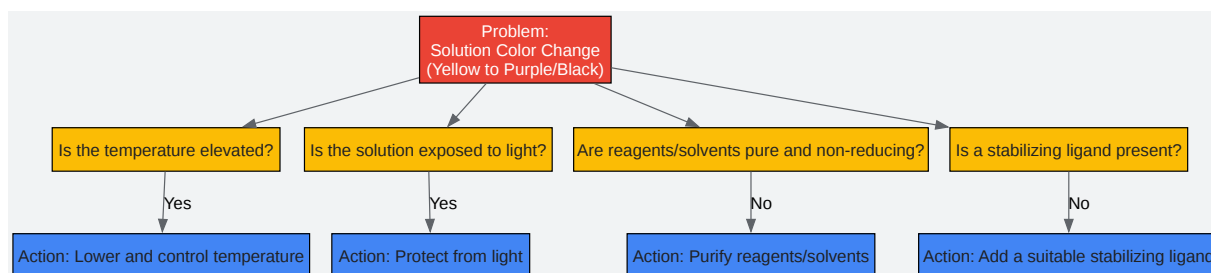 Problem:
Solution Color Change
(Yellow to Purple/Black)
Is the temperature elevated?
Is the solution exposed to light?
Are reagents/solvents pure and non-reducing?
Is a stabilizing ligand present?
Yes
Yes
No
No
Action: Lower and control temperature
Action: Protect from light
Action: Purify reagents/solvents
Action: Add a suitable stabilizing ligand